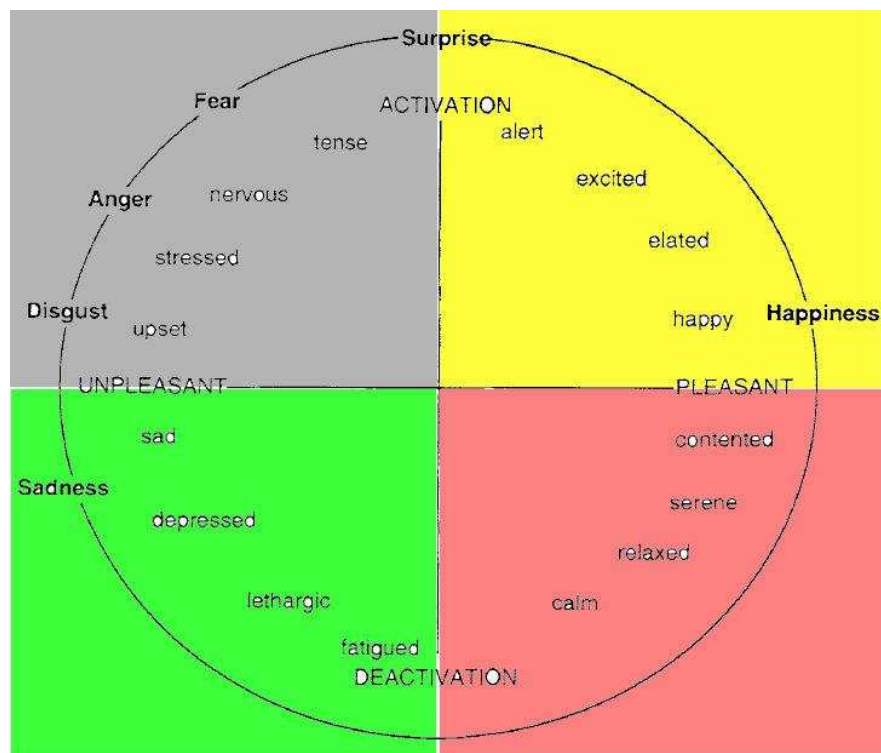 Surprise
Fear
ACTIVATION
tense
alert
Anger
nervous
excited
stressed
elated
Disgust
upset
happy
Happiness
UNPLEASANT
PLEASANT
sad
contented
Sadness
depressed
serene
relaxed
lethargic
calm
fatigued
DEACTIVATION